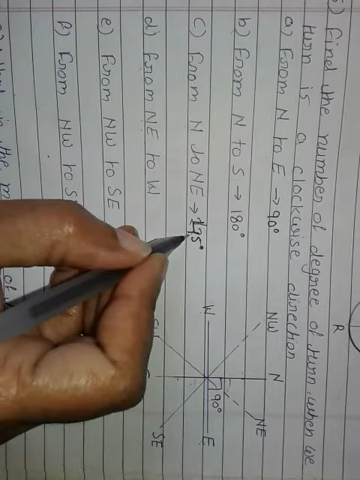 Find the number of degree of turn when we
turn is a clockwise direction
a) From N to E → 90°
b) From N to S → 180°
c) From N to NE → 45°
d) From NE to W
e) From NW to SE
f) From NW to S
R
NW
N
NE
W
90°
E
SE